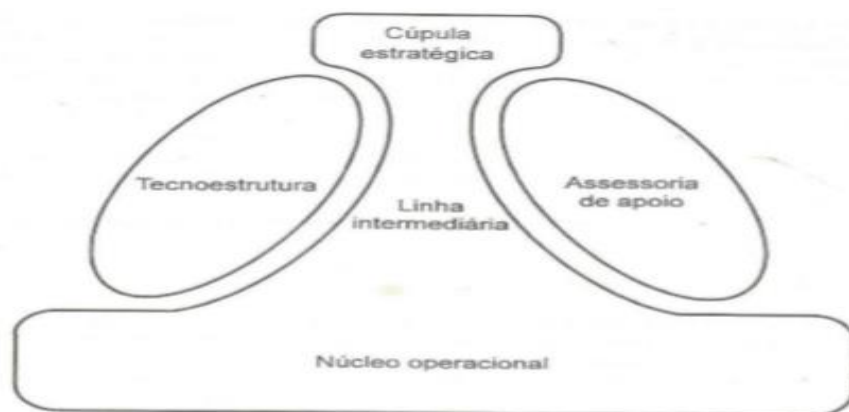 Cúpula
estratégica
Tecnoestrutura
Linha
intermediária
Assessoria
de apoio
Núcleo operacional